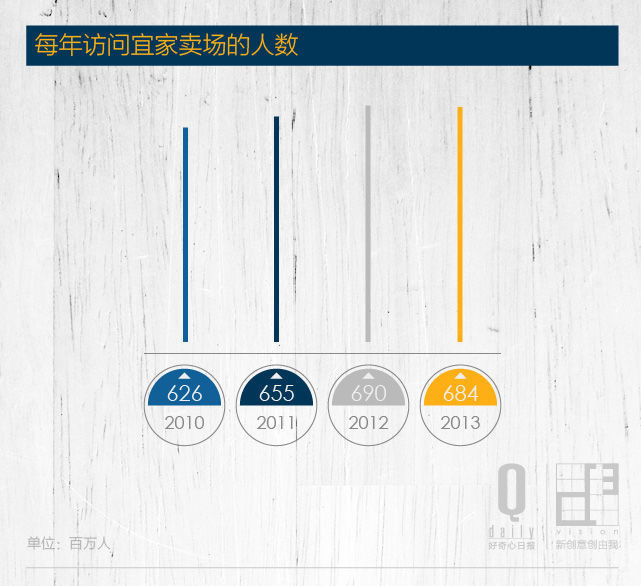 每年访问宜家卖场的人数
626 655 690 684
2010 2011 2012 2013
Q
daily
好奇心日报
vision
新创意创由我
单位：百万人